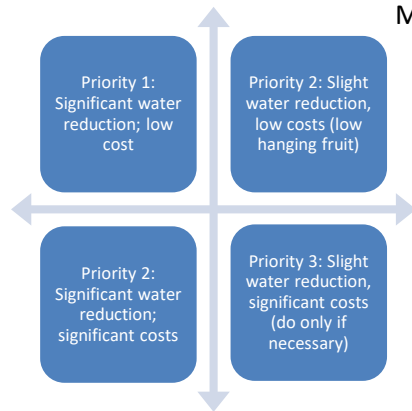 M
Priority 1:
Significant water
reduction; low
cost
Priority 2: Slight
water reduction,
low costs (low
hanging fruit)
Priority 2:
Significant water
reduction;
significant costs
Priority 3: Slight
water reduction,
significant costs
(do only if
necessary)